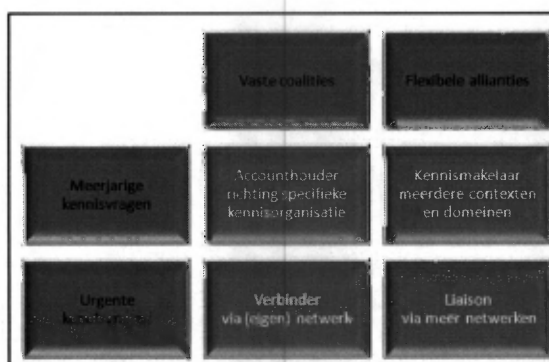 Vaste coalities
Flexibele allianties
Meerjarige
kennisvragen
Accounthouder
richting specifieke
kennisorganisatie
Kennismakelaar
meerdere contexten
en domeinen
Urgente
Verbinder
via (eigen) netwerk
Liaison
via meer netwerken